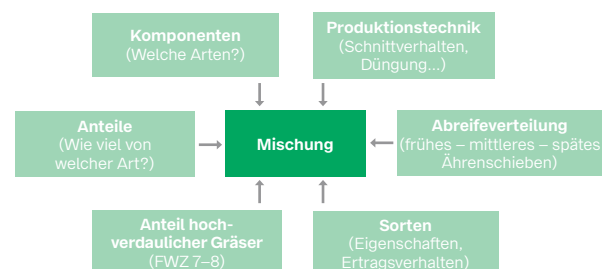 Komponenten
(Welche Arten?)
Produktionstechnik
(Schnittverhalten,
Düngung...)
Anteile
(Wie viel von
welcher Art?)
Mischung
Abreifeverteilung
(frühes – mittleres – spätes
Ährenschieben)
Anteil hoch-
verdaulicher Gräser
(FWZ 7–8)
Sorten
(Eigenschaften,
Ertragsverhalten)